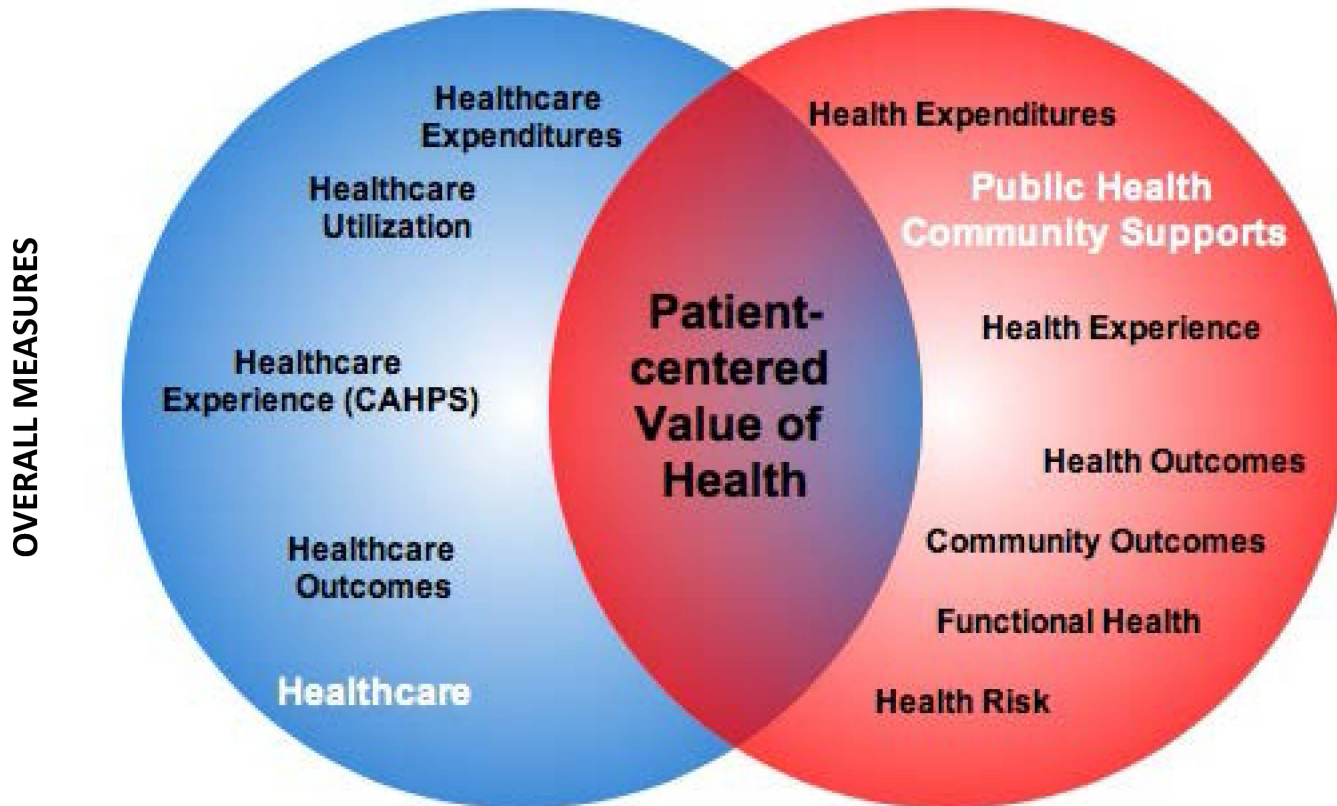 OVERALL MEASURES
Healthcare
Expenditures
Healthcare
Utilization
Healthcare
Experience (CAHPS)
Healthcare
Outcomes
Healthcare
Patient-
centered
Value of
Health
Health Expenditures
Public Health
Community Supports
Health Experience
Health Outcomes
Community Outcomes
Functional Health
Health Risk